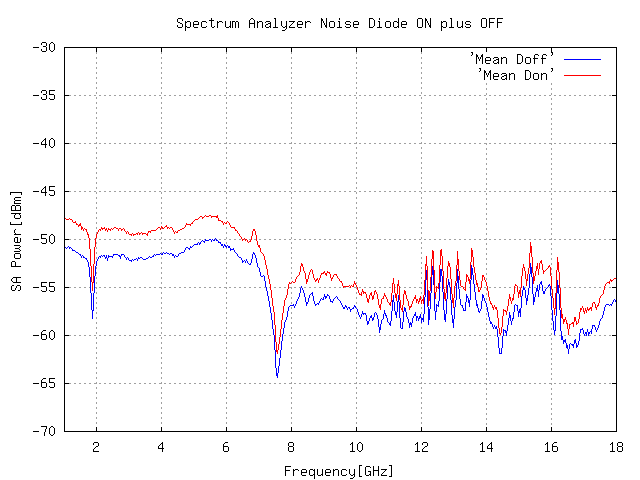 Spectrum Analyzer Noise Diode ON plus OFF
-30
'Mean Doff'
'Mean Don'
-35
-40
-45
-50
-55
-60
-65
-70
SA Power[dBm]
2 4 6 8 10 12 14 16 18
Frequency[GHz]